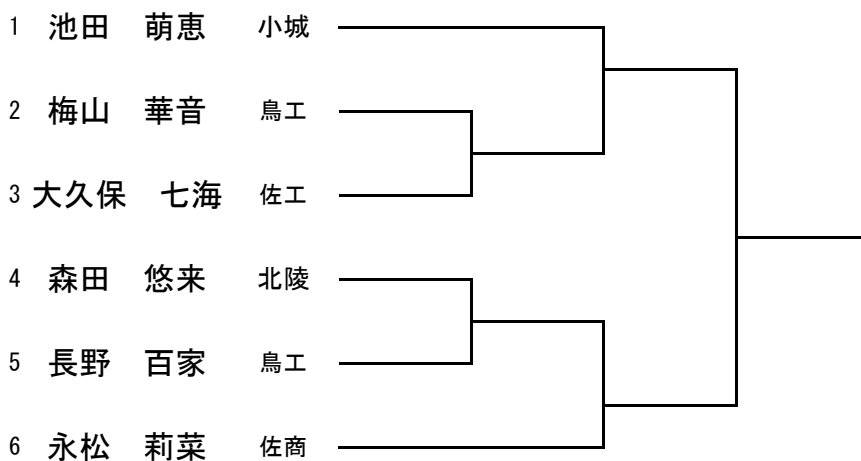 1 池田 萌恵 小城
2 梅山 華音 鳥工
3 大久保 七海 佐工
4 森田 悠来 北陵
5 長野 百家 鳥工
6 永松 莉菜 佐商